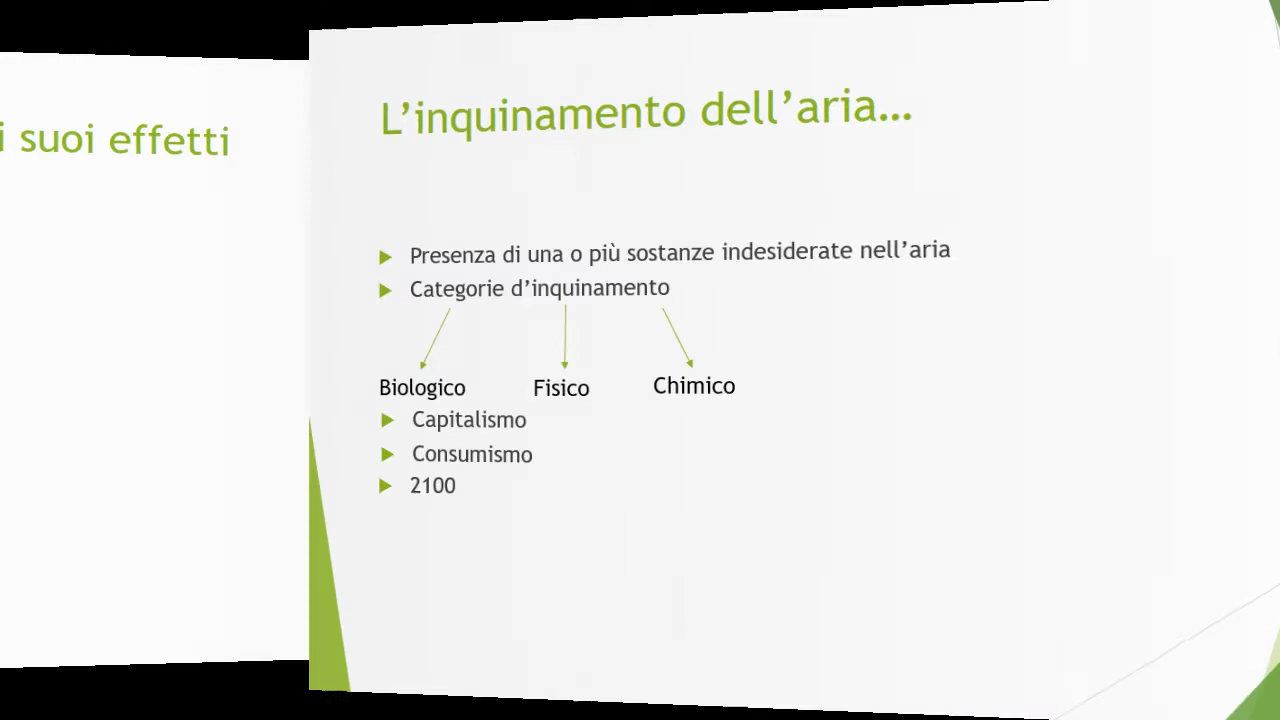 i suoi effetti
L'inquinamento dell'aria...
Presenza di una o più sostanze indesiderate nell'aria
Categorie d'inquinamento
Biologico Fisico Chimico
Capitalismo
Consumismo
2100